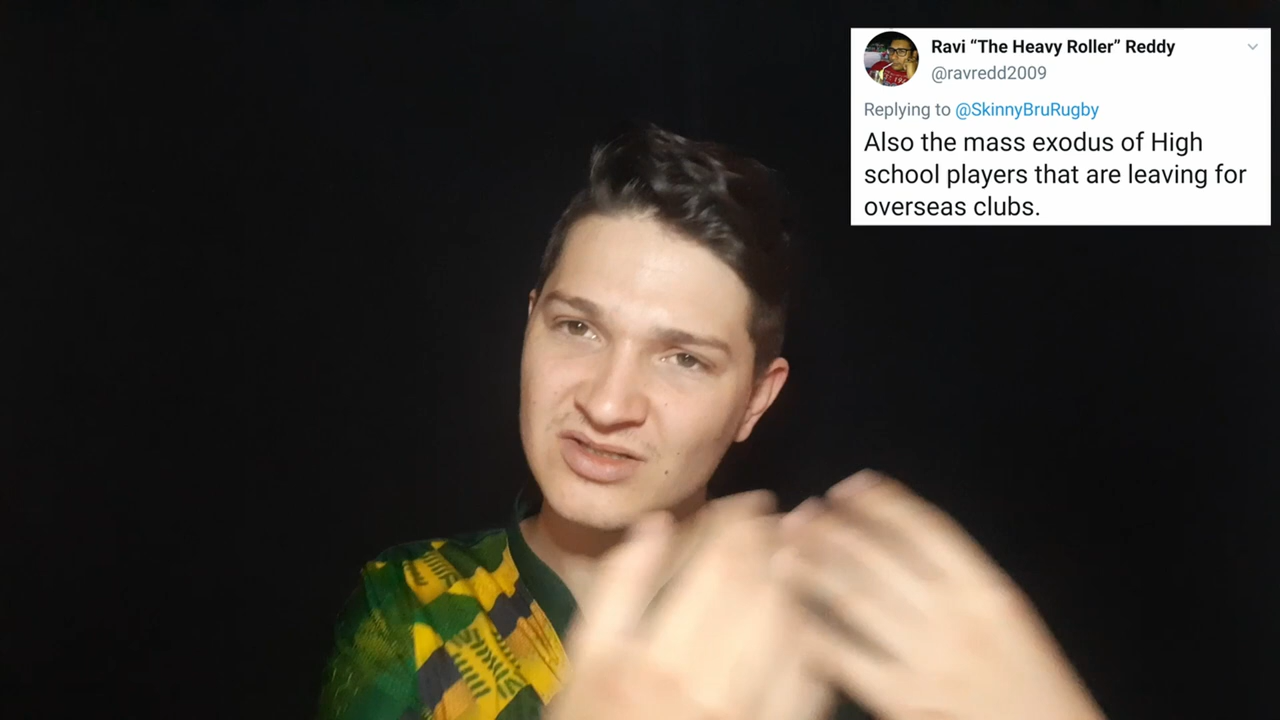 Ravi “The Heavy Roller” Reddy
@ravredd2009
Replying to @SkinnyBruRugby
Also the mass exodus of High
school players that are leaving for
overseas clubs.